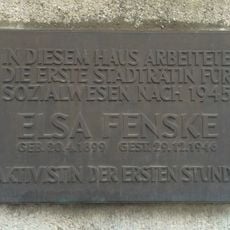 IN DIESEM HAUS ARBEITETE
DIE ERSTE STADTRÄTIN FÜR
SOZIALWESEN NACH 1945
ELSA FENSKE
GEB. 20.4.1899 GEST. 29.12.1946
AKTIVISTIN DER ERSTEN STUND